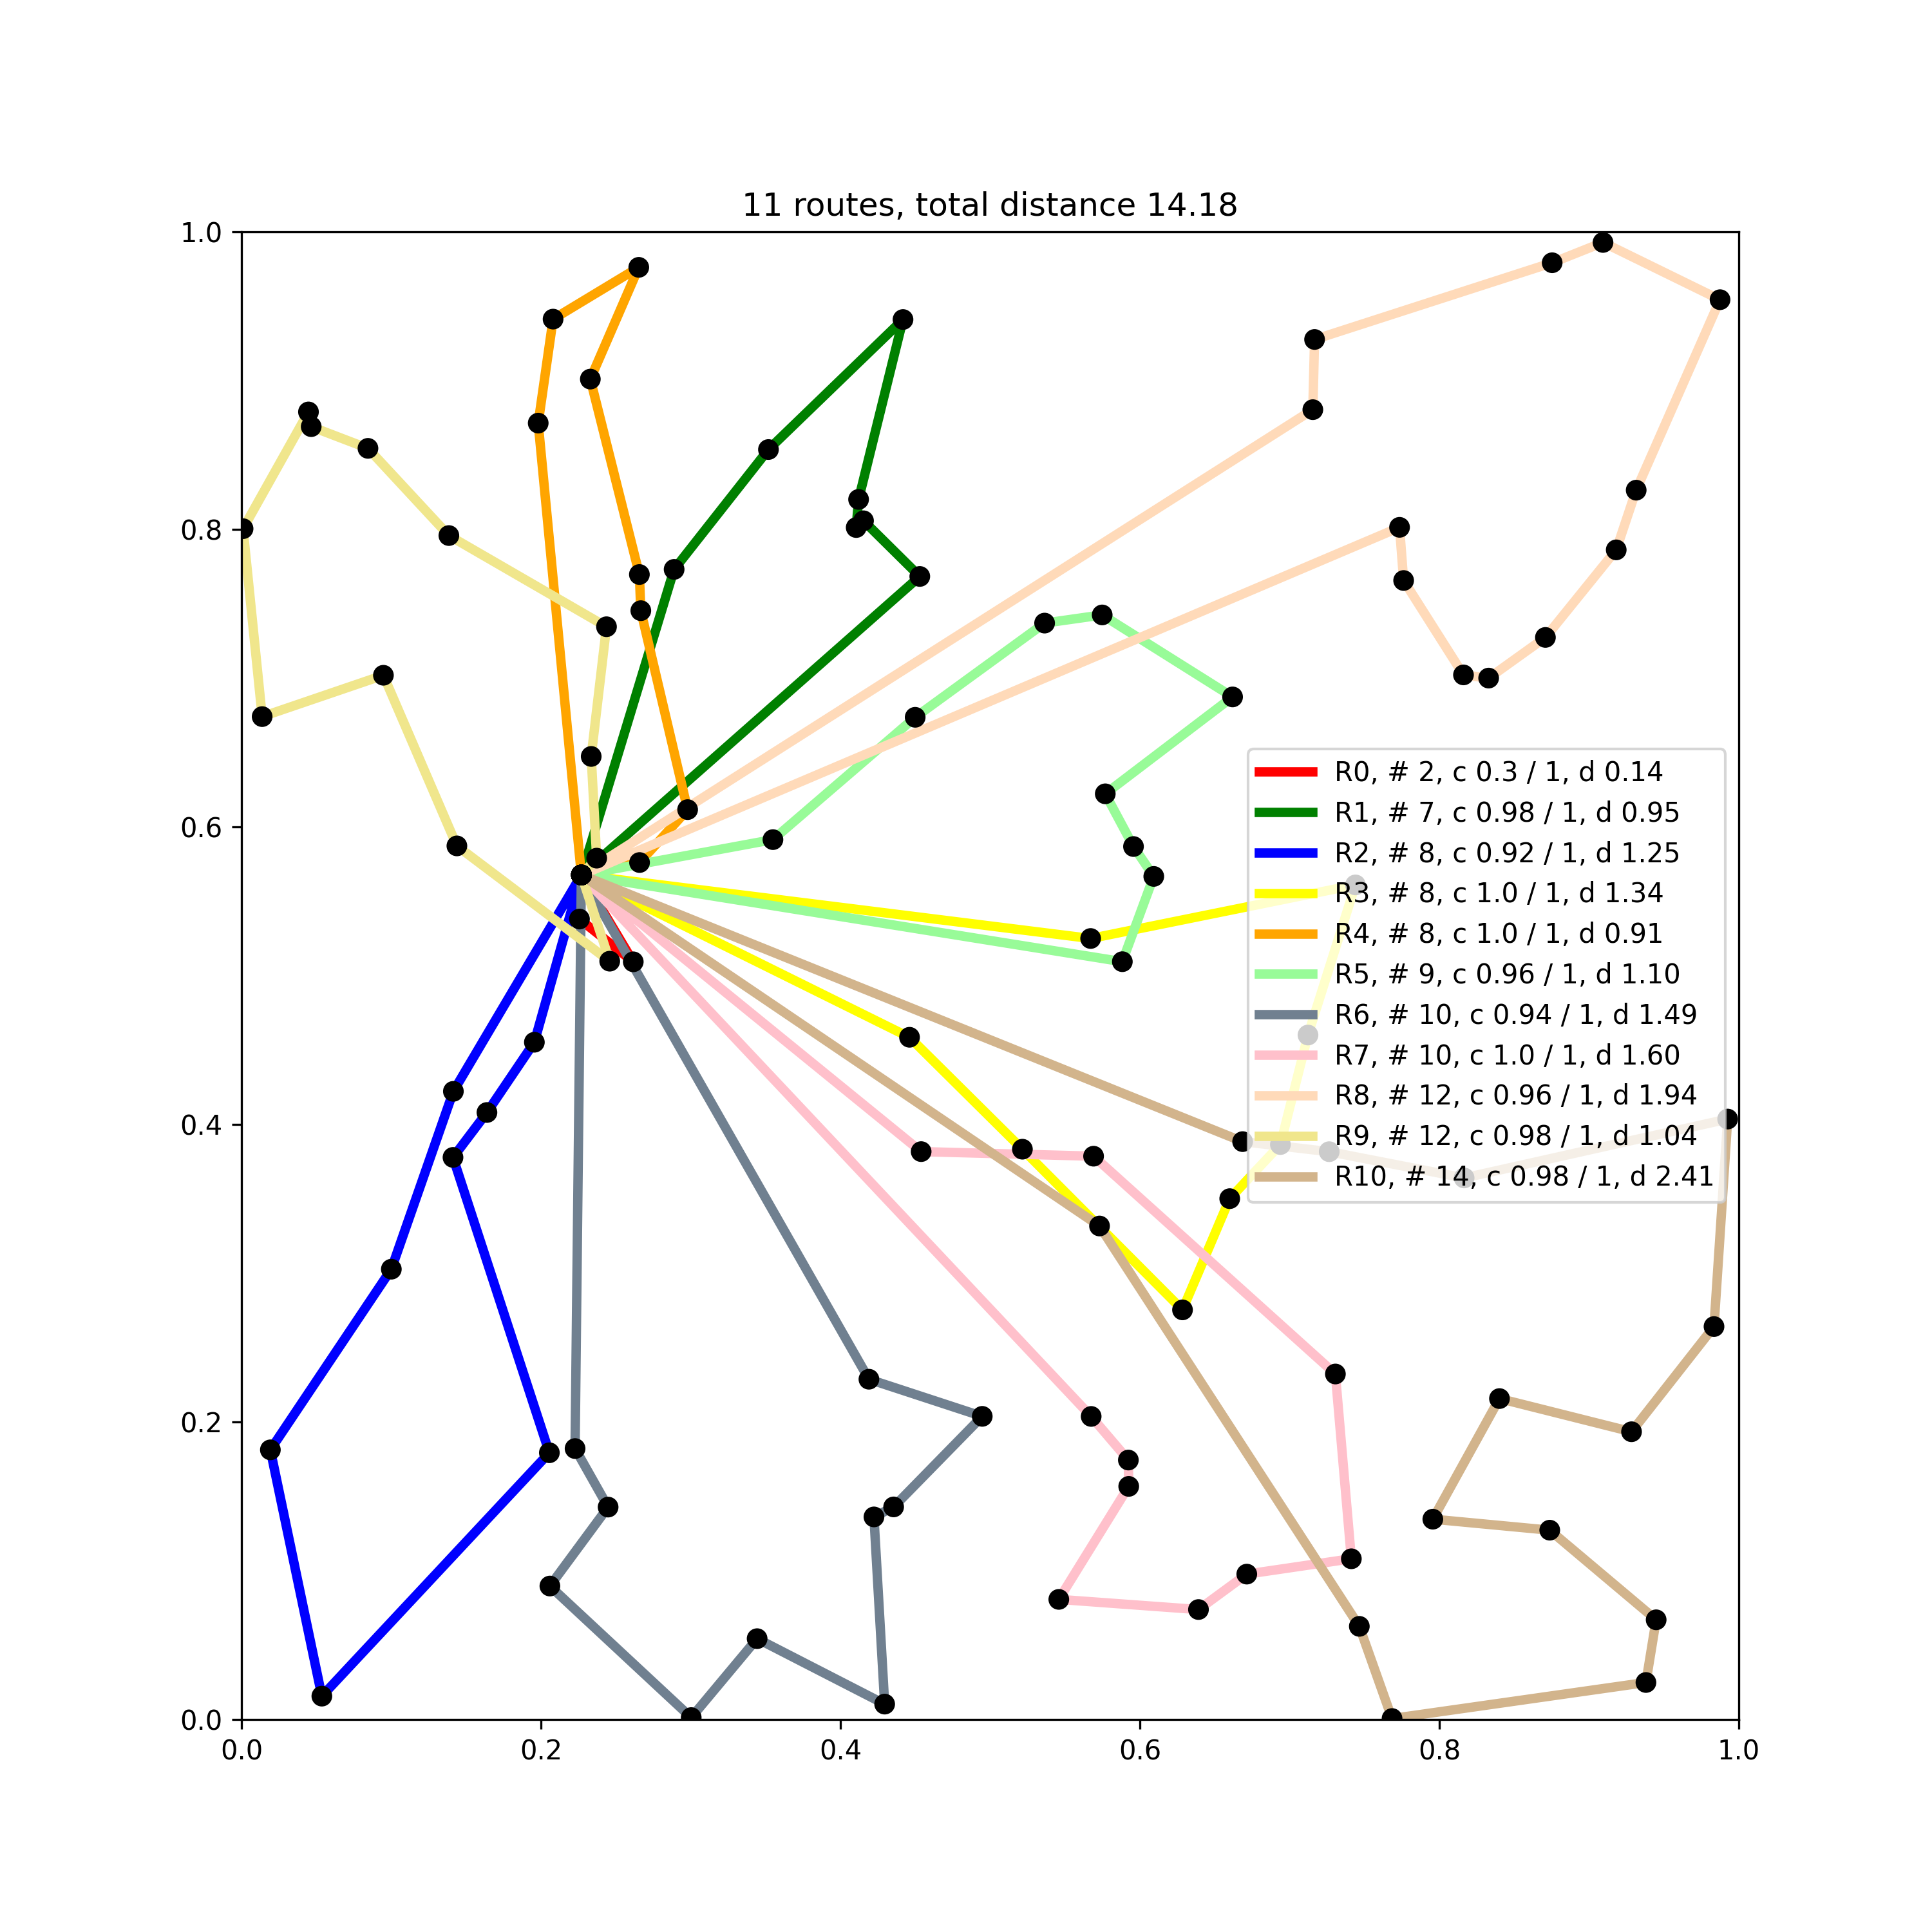 11 routes, total distance 14.18
1.0
0.8
0.6
0.4
0.2
0.0
R0, # 2, c 0.3 / 1, d 0.14
R1, # 7, c 0.98 / 1, d 0.95
R2, # 8, c 0.92 / 1, d 1.25
R3, # 8, c 1.0 / 1, d 1.34
R4, # 8, c 1.0 / 1, d 0.91
R5, # 9, c 0.96 / 1, d 1.10
R6, # 10, c 0.94 / 1, d 1.49
R7, # 10, c 1.0 / 1, d 1.60
R8, # 12, c 0.96 / 1, d 1.94
R9, # 12, c 0.98 / 1, d 1.04
R10, # 14, c 0.98 / 1, d 2.41
0.0 0.2 0.4 0.6 0.8 1.0